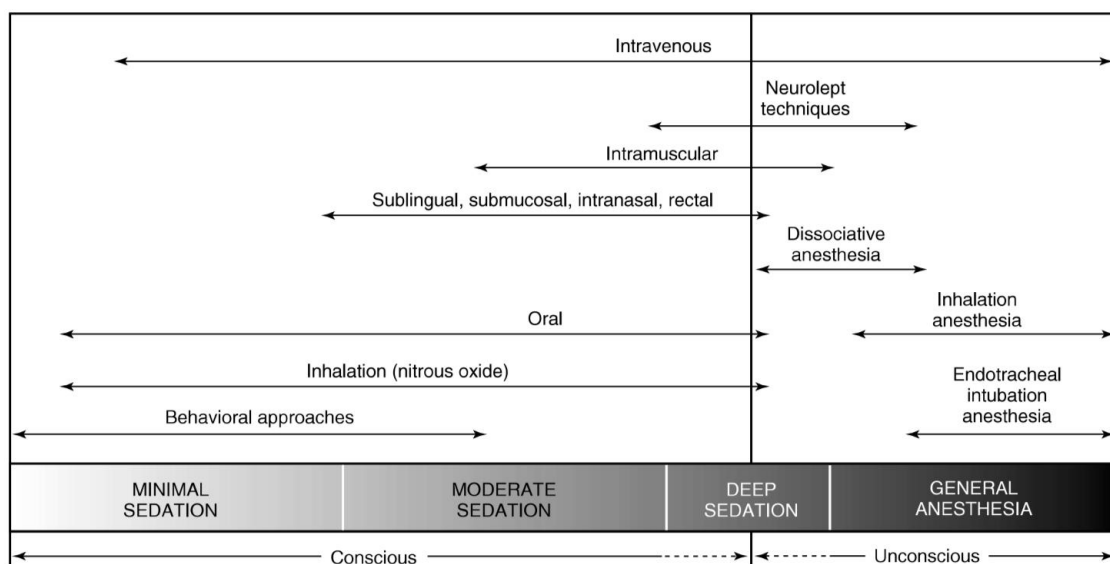 Intravenous
Neurolept
techniques
Intramuscular
Sublingual, submucosal, intranasal, rectal
Dissociative
anesthesia
Inhalation
anesthesia
Oral
Inhalation (nitrous oxide)
Endotracheal
intubation
anesthesia
Behavioral approaches
MINIMAL
SEDATION
MODERATE
SEDATION
DEEP
SEDATION
GENERAL
ANESTHESIA
Conscious
Unconscious